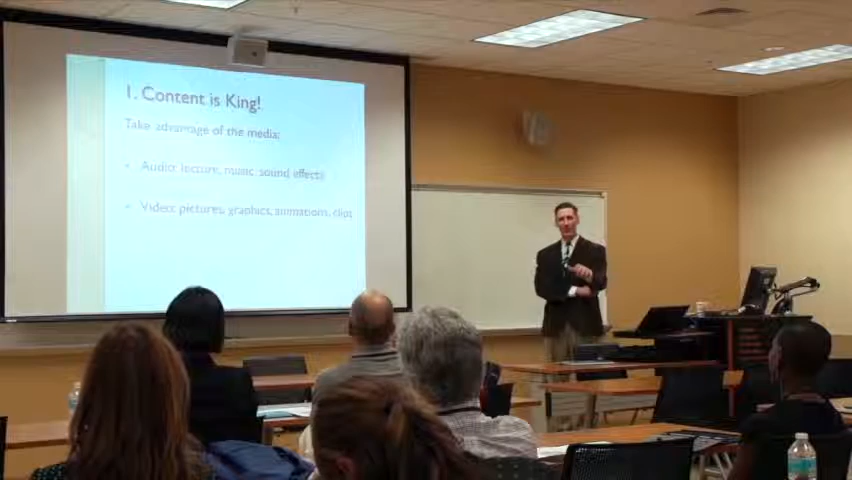 1. Content is King!
Take advantage of the media:
• Audio: lecture, music, sound effects
• Video: pictures, graphics, animations, clips